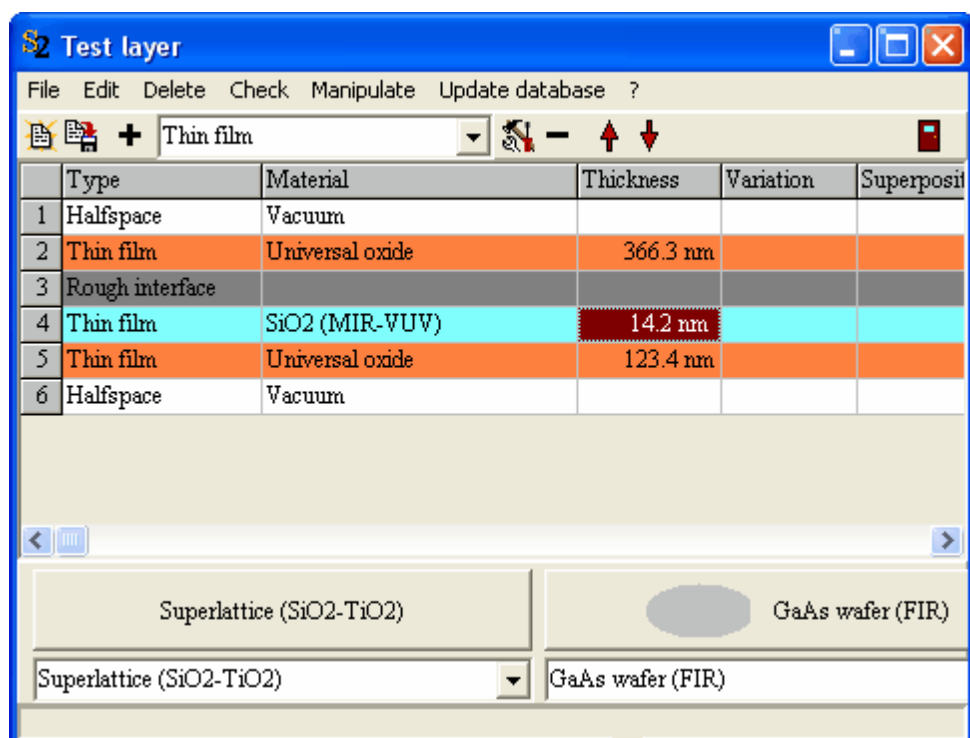 S2 Test layer
File Edit Delete Check Manipulate Update database ?
Thin film
Type Material Thickness Variation Superposit
1 Halfspace Vacuum
2 Thin film Universal oxide 366.3 nm
3 Rough interface
4 Thin film SiO2 (MIR-VUV) 14.2 nm
5 Thin film Universal oxide 123.4 nm
6 Halfspace Vacuum
Superlattice (SiO2-TiO2) GaAs wafer (FIR)
Superlattice (SiO2-TiO2) GaAs wafer (FIR)